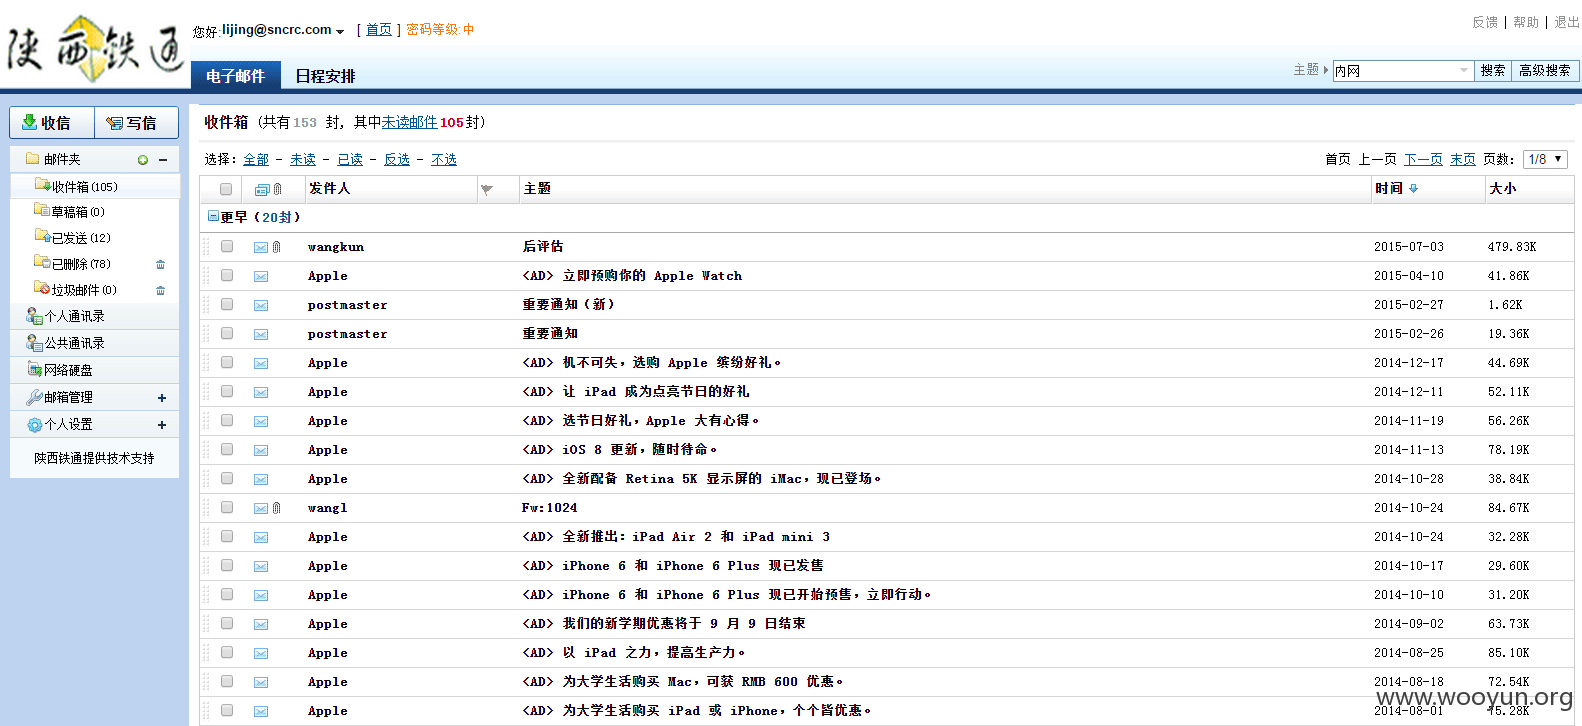 陕西铁通
您好:lijing@sncrc.com [ 首页 ] 密码等级:中
反馈 | 帮助 | 退出
电子邮件 日程安排
主题 内网 搜索 高级搜索
收信 写信
收件箱 (共有 153 封, 其中未读邮件 105封)
邮件夹
选择: 全部 - 未读 - 已读 - 反选 - 不选
首页 上一页 下一页 末页 页数: 1/8
收件箱(105)
草稿箱(0)
已发送(12)
已删除(78)
垃圾邮件(0)
个人通讯录
公共通讯录
网络硬盘
邮箱管理
个人设置
陕西铁通提供技术支持
发件人 主题 时间 大小
更早 (20封)
wangkun 后评估 2015-07-03 479.83K
Apple <AD> 立即预购你的 Apple Watch 2015-04-10 41.86K
postmaster 重要通知（新） 2015-02-27 1.62K
postmaster 重要通知 2015-02-26 19.36K
Apple <AD> 机不可失，选购 Apple 缤纷好礼。 2014-12-17 44.69K
Apple <AD> 让 iPad 成为点亮节日的好礼 2014-12-11 52.11K
Apple <AD> 选节日好礼，Apple 大有心得。 2014-11-19 56.26K
Apple <AD> iOS 8 更新，随时待命。 2014-11-13 78.19K
Apple <AD> 全新配备 Retina 5K 显示屏的 iMac，现已登场。 2014-10-28 38.84K
wangl Fw:1024 2014-10-24 84.67K
Apple <AD> 全新推出：iPad Air 2 和 iPad mini 3 2014-10-24 32.28K
Apple <AD> iPhone 6 和 iPhone 6 Plus 现已发售 2014-10-17 29.60K
Apple <AD> iPhone 6 和 iPhone 6 Plus 现已开始预售，立即行动。 2014-10-10 31.20K
Apple <AD> 我们的新学期优惠将于 9 月 9 日结束 2014-09-02 63.73K
Apple <AD> 以 iPad 之力，提高生产力。 2014-08-25 85.10K
Apple <AD> 为大学生活购买 Mac，可获 RMB 600 优惠。 2014-08-18 72.54K
Apple <AD> 为大学生活购买 iPad 或 iPhone，个个皆优惠。 2014-08-01 75.28K
www.wooyun.org